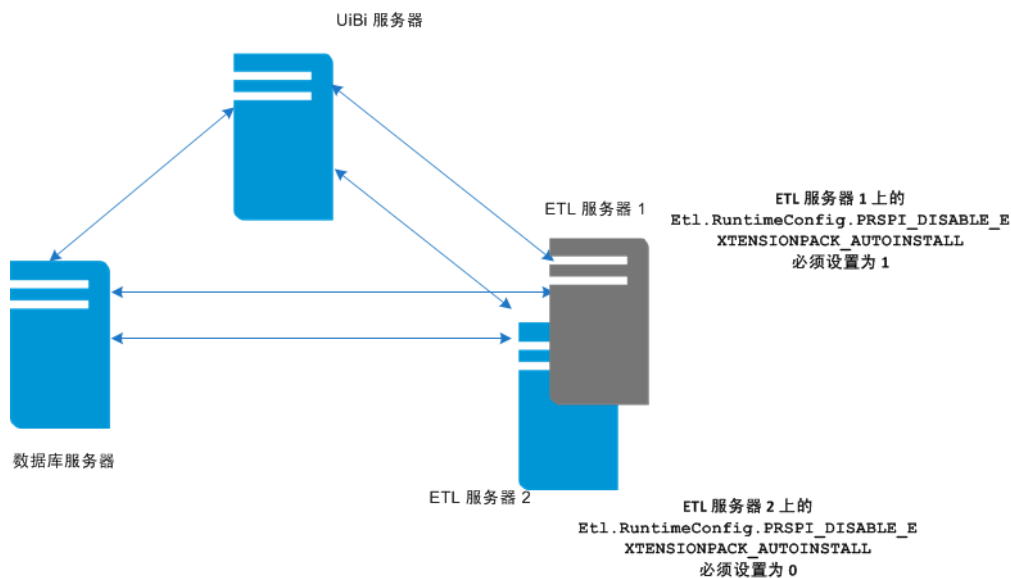 UiBi 服务器
ETL 服务器 1
ETL 服务器 1 上的
Etl.RuntimeConfig.PRSPI_DISABLE_E
XTENSIONPACK_AUTOINSTALL
必须设置为 1
数据库服务器
ETL 服务器 2
ETL 服务器 2 上的
Etl.RuntimeConfig.PRSPI_DISABLE_E
XTENSIONPACK_AUTOINSTALL
必须设置为 0